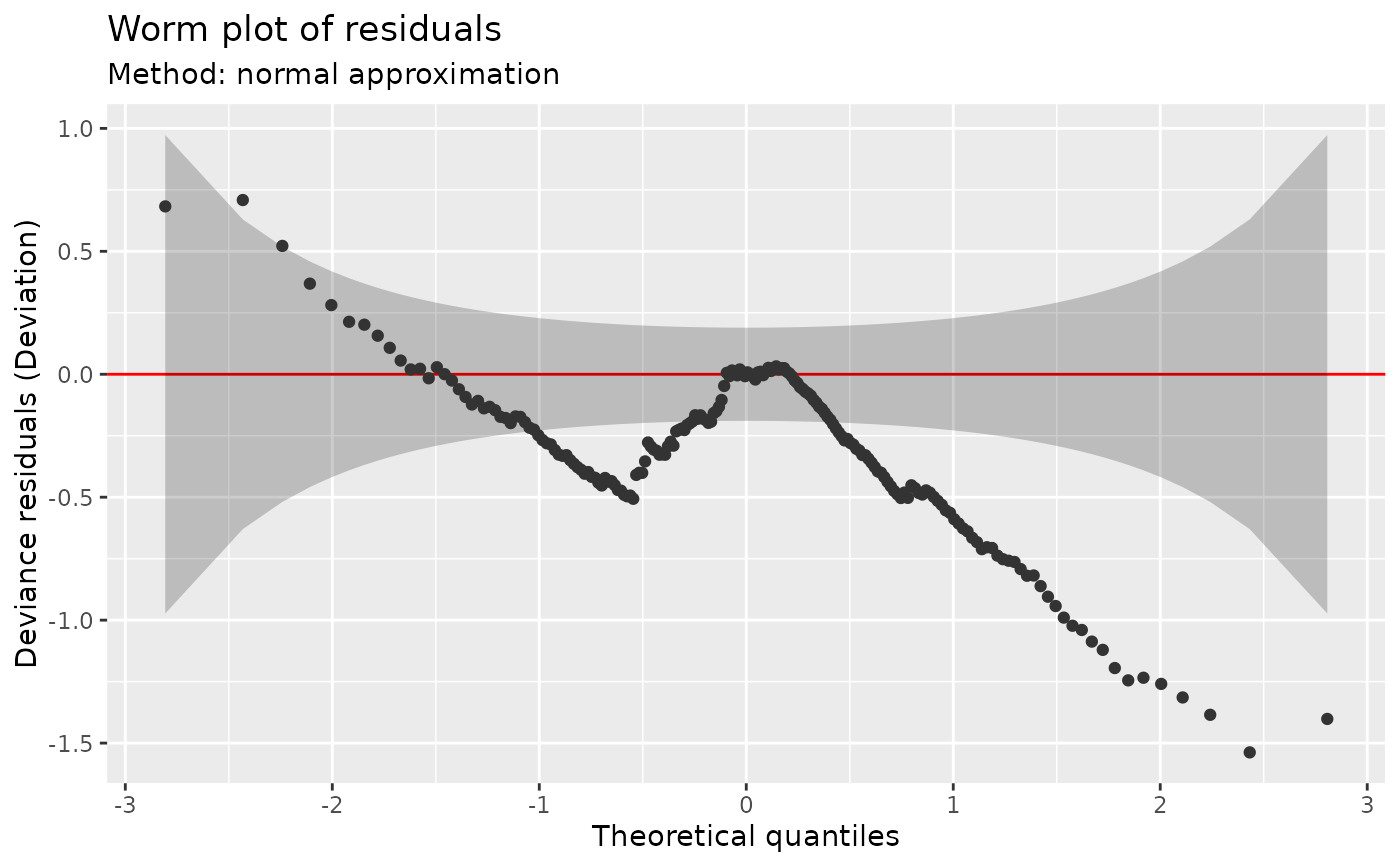 Worm plot of residuals
Method: normal approximation
Deviance residuals (Deviation)
1.0
0.5
0.0
-0.5
-1.0
-1.5
-3 -2 -1 0 1 2 3
Theoretical quantiles